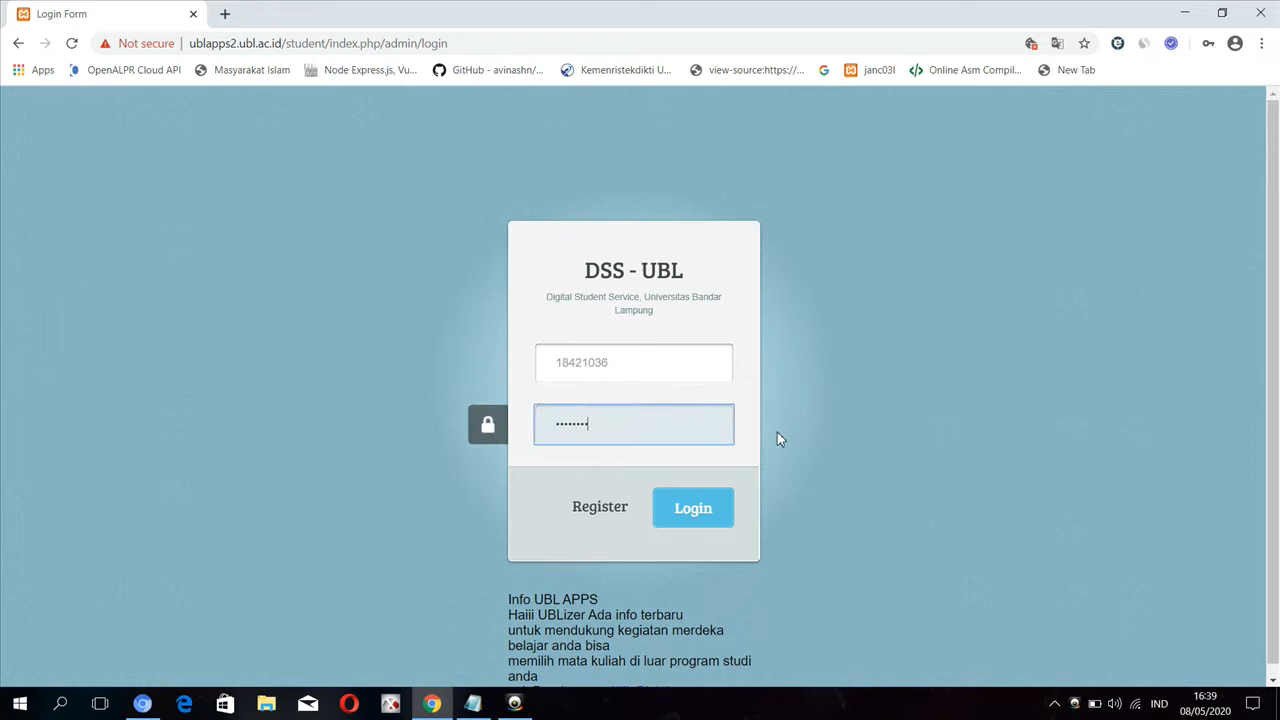 Login Form
Not secure | ublapps2.ubl.ac.id/student/index.php/admin/login
Apps OpenALPR Cloud API Masyarakat Islam Node Express.js, Vu... GitHub - avinashn/... Kemenristekdikti U... view-source:https://... janc03l Online Asm Compil... New Tab
DSS - UBL
Digital Student Service, Universitas Bandar
Lampung
18421036
••••••••
Register Login
Info UBL APPS
Haiii UBLizer Ada info terbaru
untuk mendukung kegiatan merdeka
belajar anda bisa
memilih mata kuliah di luar program studi
anda
IND
16:39
08/05/2020